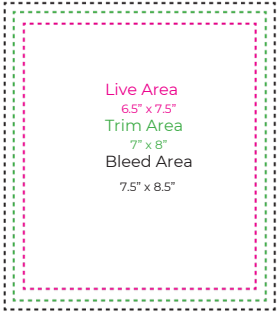 Live Area
6.5” x 7.5”
Trim Area
7” x 8”
Bleed Area
7.5” x 8.5”